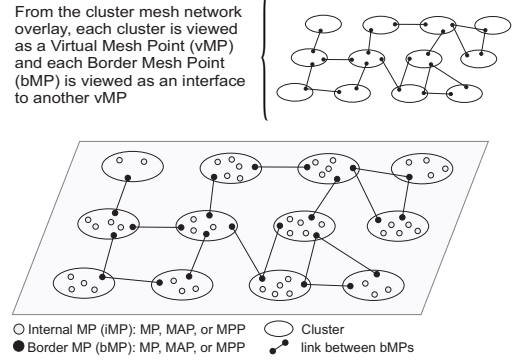 From the cluster mesh network
overlay, each cluster is viewed
as a Virtual Mesh Point (vMP)
and each Border Mesh Point
(bMP) is viewed as an interface
to another vMP
Internal MP (iMP): MP, MAP, or MPP
Cluster
Border MP (bMP): MP, MAP, or MPP
link between bMPs